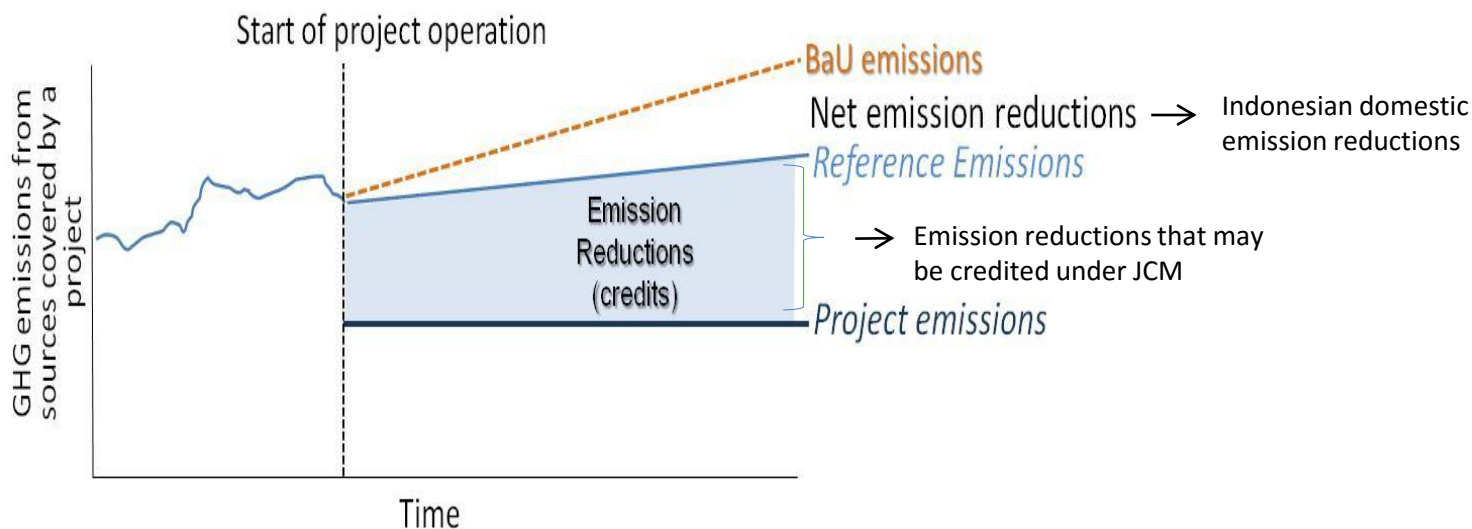 Start of project operation
BaU emissions
Net emission reductions
Indonesian domestic
emission reductions
Reference Emissions
GHG emissions from
sources covered by a
project
Emission
Reductions
(credits)
Emission reductions that may
be credited under JCM
Project emissions
Time